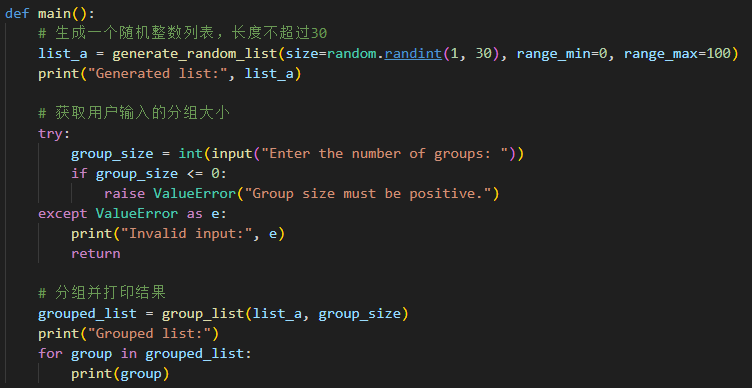 def main():
# 生成一个随机整数列表，长度不超过30
list_a = generate_random_list(size=random.randint(1, 30), range_min=0, range_max=100)
print("Generated list:", list_a)
# 获取用户输入的分组大小
try:
group_size = int(input("Enter the number of groups: "))
if group_size <= 0:
raise ValueError("Group size must be positive.")
except ValueError as e:
print("Invalid input:", e)
return
# 分组并打印结果
grouped_list = group_list(list_a, group_size)
print("Grouped list:")
for group in grouped_list:
print(group)